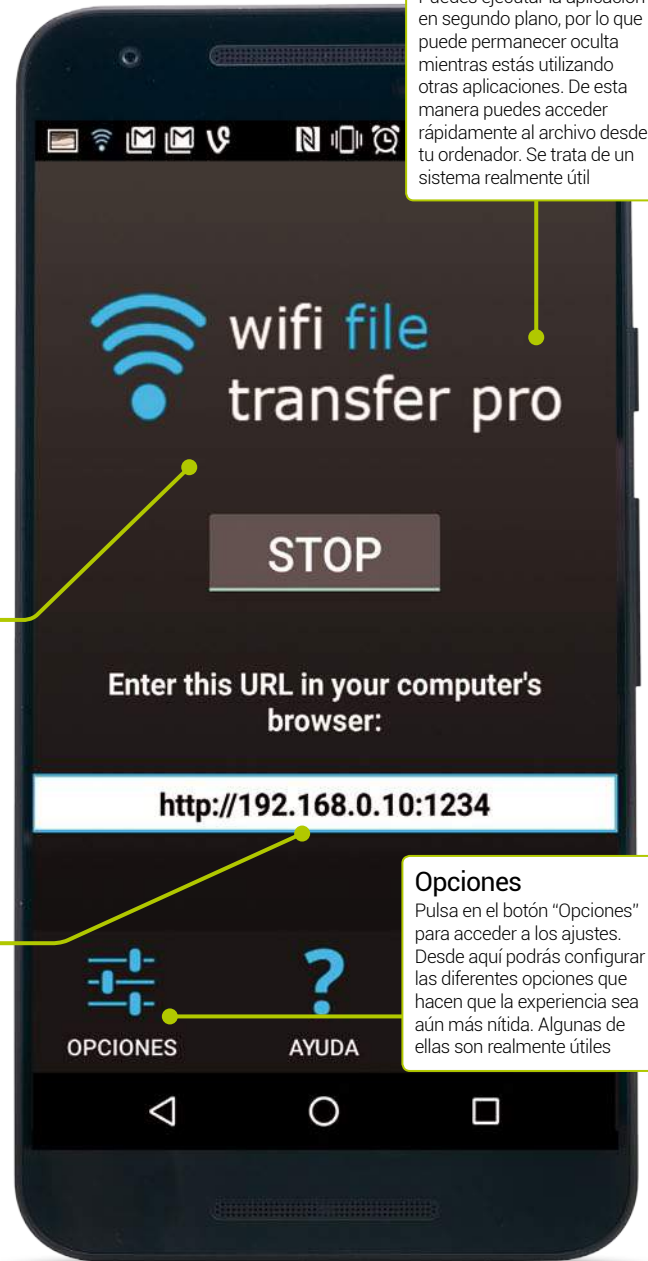 Puedes ejecutar la aplicación
en segundo plano, por lo que
puede permanecer oculta
mientras estás utilizando
otras aplicaciones. De esta
manera puedes acceder
rápidamente al archivo desde
tu ordenador. Se trata de un
sistema realmente útil
wifi file
transfer pro
STOP
Enter this URL in your computer's
browser:
http://192.168.0.10:1234
Opciones
Pulsa en el botón “Opciones”
para acceder a los ajustes.
Desde aquí podrás configurar
las diferentes opciones que
hacen que la experiencia sea
aún más nítida. Algunas de
ellas son realmente útiles
OPCIONES
AYUDA